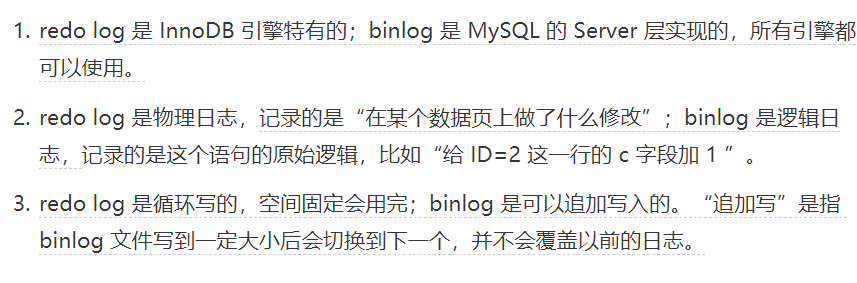 1. redo log 是 InnoDB 引擎特有的；binlog 是 MySQL 的 Server 层实现的，所有引擎都
可以使用。
2. redo log 是物理日志，记录的是“在某个数据页上做了什么修改”；binlog 是逻辑日
志，记录的是这个语句的原始逻辑，比如“给 ID=2 这一行的 c 字段加 1 ”。
3. redo log 是循环写的，空间固定会用完；binlog 是可以追加写入的。“追加写”是指
binlog 文件写到一定大小后会切换到下一个，并不会覆盖以前的日志。